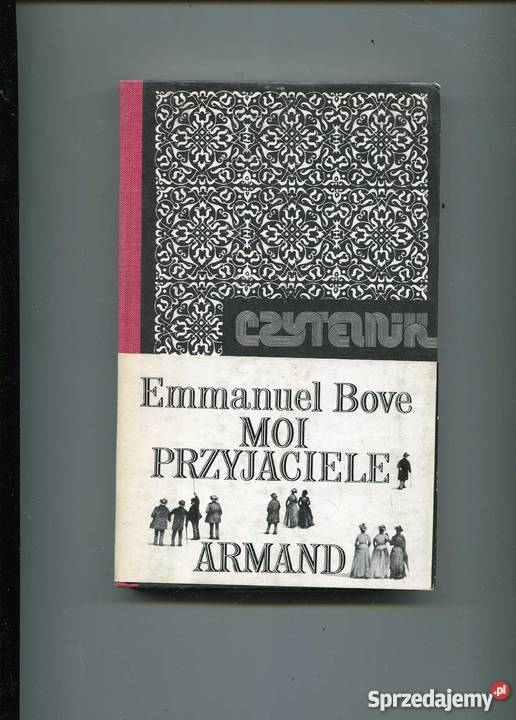 CZYTELNIK
Emmanuel Bove
MOI
PRZYJACIELE
ARMAND
Sprzedajemy.pl